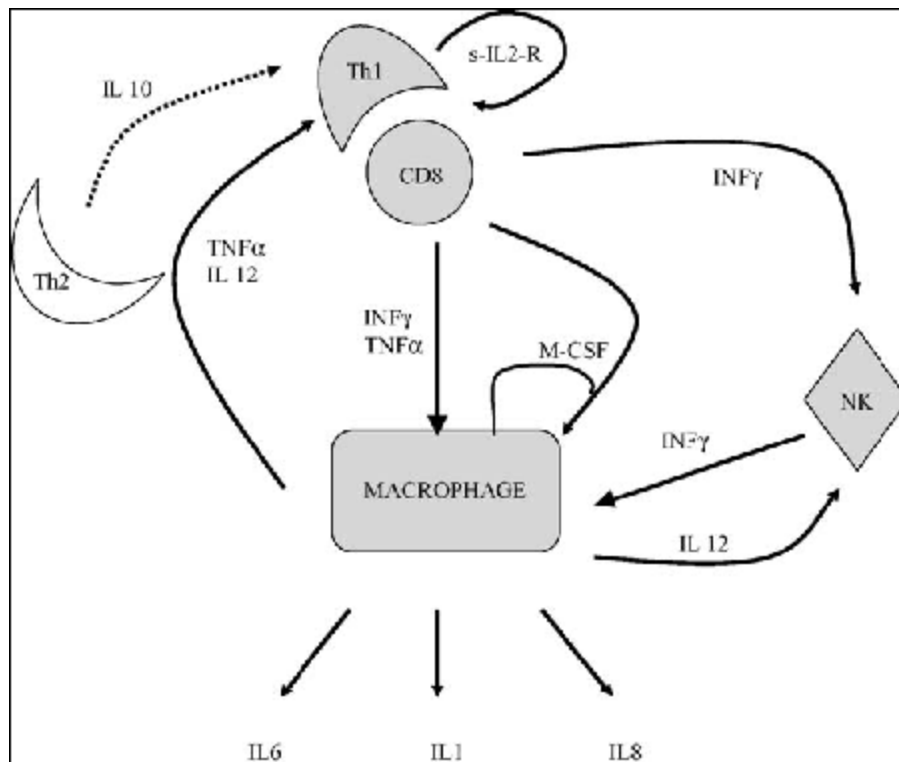 Th1
s-IL2-R
IL 10
CD8
INFγ
Th2
TNFα
IL 12
INFγ
TNFα
M-CSF
NK
INFγ
MACROPHAGE
IL 12
IL6
IL1
IL8